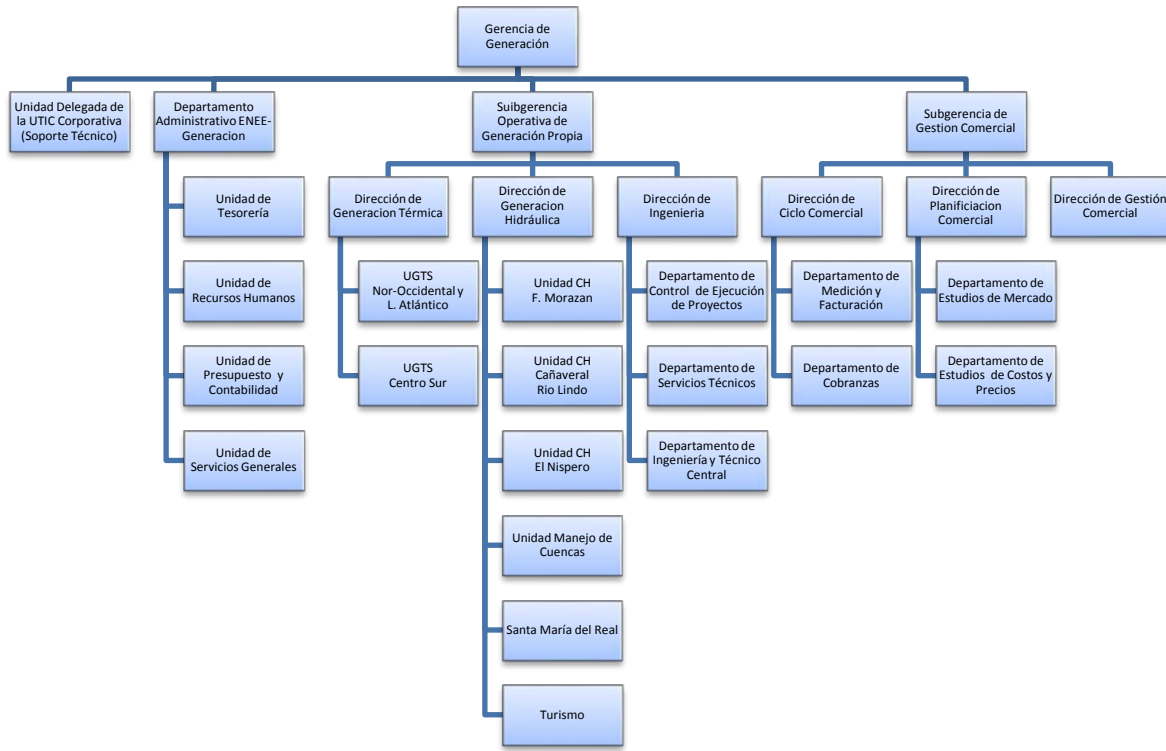 Gerencia de
Generación
Unidad Delegada de
la UTIC Corporativa
(Soporte Técnico)
Departamento
Administrativo ENEE-
Generacion
Subgerencia
Operativa de
Generación Propia
Subgerencia de
Gestion Comercial
Unidad de
Tesorería
Unidad de
Recursos Humanos
Unidad de
Presupuesto y
Contabilidad
Unidad de
Servicios Generales
Dirección de
Generacion Térmica
UGTS
Nor-Occidental y
L. Atlántico
UGTS
Centro Sur
Dirección de
Generacion
Hidráulica
Unidad CH
F. Morazan
Unidad CH
Cañaveral
Rio Lindo
Unidad CH
El Nispero
Unidad Manejo de
Cuencas
Santa María del Real
Turismo
Dirección de
Ingenieria
Departamento de
Control de Ejecución
de Proyectos
Departamento de
Servicios Técnicos
Departamento de
Ingeniería y Técnico
Central
Dirección de
Ciclo Comercial
Departamento de
Medición y
Facturación
Departamento de
Cobranzas
Dirección de
Planificiacion
Comercial
Departamento de
Estudios de Mercado
Departamento de
Estudios de Costos y
Precios
Dirección de Gestión
Comercial